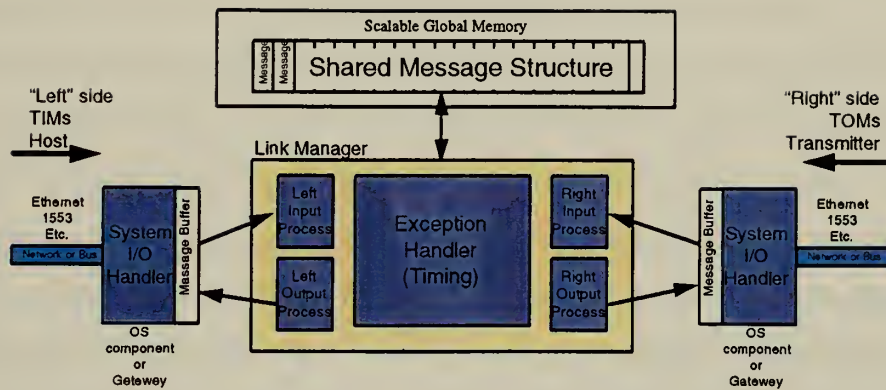 Scalable Global Memory
Message
Message
Shared Message Structure
"Left" side
TIMs
Host
"Right" side
TOMs
Transmitter
Link Manager
Ethernet
1553
Etc.
Network or Bus
System
I/O
Handler
Massage Buffer
OS
component
or
Getewey
Left
Input
Process
Left
Output
Process
Exception
Handler
(Timing)
Right
Input
Process
Right
Output
Process
Message Buffer
System
I/O
Handler
OS
component
or
Gateway
Ethernet
1553
Etc.
Network or Bus